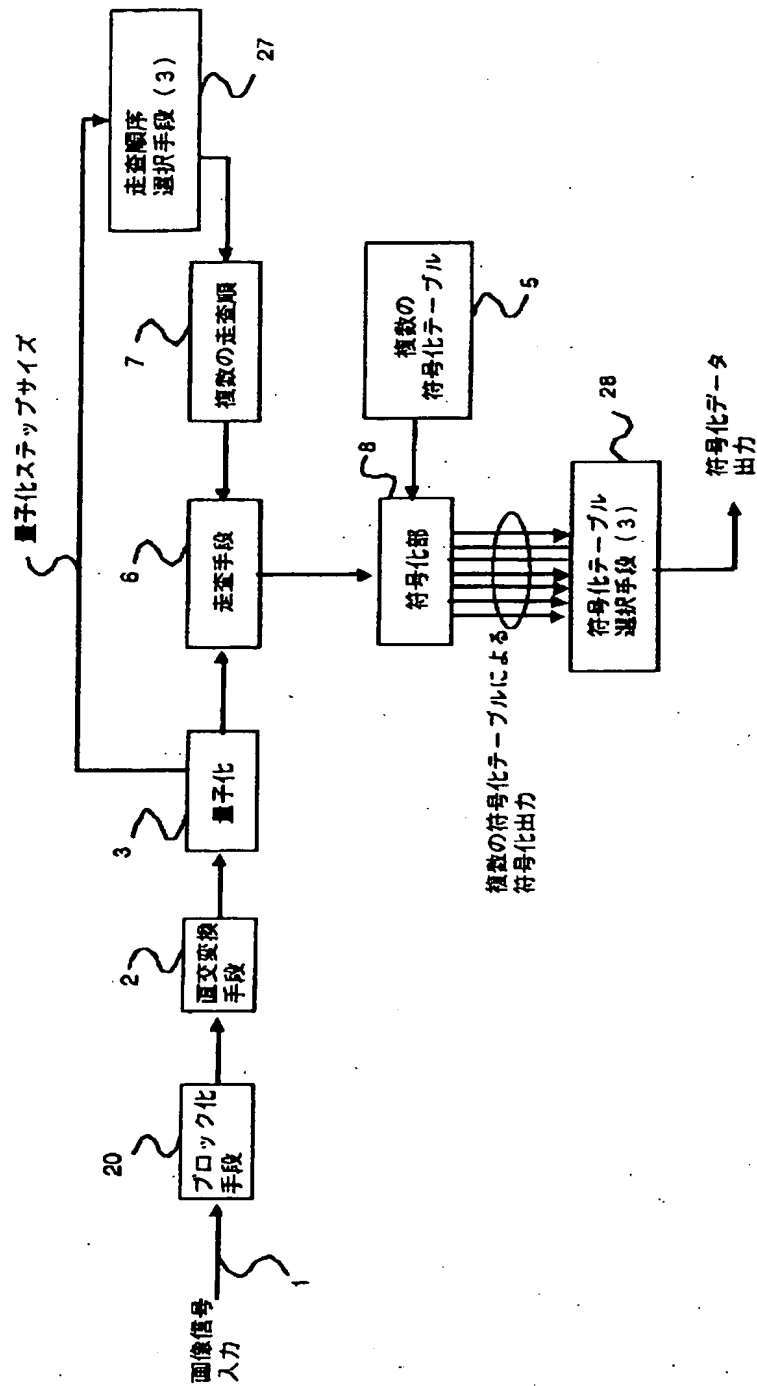 画像信号
入力
1
20
ブロック化
手段
2
直交変換
手段
3
量子化
量子化ステップサイズ
6
走査手段
7
複数の走査順
走査順序
選択手段 (3)
27
8
符号化部
複数の
符号化テーブル
5
複数の符号化テーブルによる
符号化出力
符号化テーブル
選択手段 (3)
28
符号化データ
出力